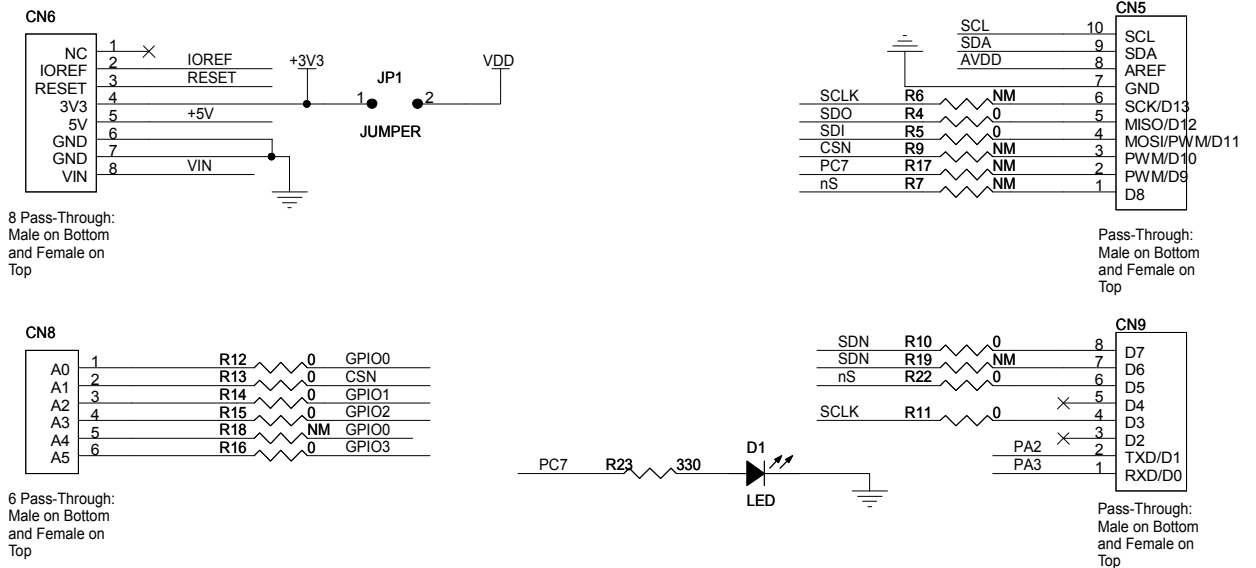 CN6
NC 1
IOREF 2 IOREF
RESET 3 RESET
3V3 4
5V 5 +5V
GND 6
GND 7
VIN 8 VIN
+3V3
JP1
1 2
JUMPER
VDD
8 Pass-Through:
Male on Bottom
and Female on
Top
CN5
SCL 10 SCL
SDA 9 SDA
AVDD 8 AREF
7 GND
SCLK R6 NM 6 SCK/D13
SDO R4 0 5 MISO/D12
SDI R5 0 4 MOSI/PWM/D11
CSN R9 NM 3 PWM/D10
PC7 R17 NM 2 PWM/D9
nS R7 NM 1 D8
Pass-Through:
Male on Bottom
and Female on
Top
CN8
A0 1 R12 0 GPIO0
A1 2 R13 0 CSN
A2 3 R14 0 GPIO1
A3 4 R15 0 GPIO2
A4 5 R18 NM GPIO0
A5 6 R16 0 GPIO3
6 Pass-Through:
Male on Bottom
and Female on
Top
PC7 R23 330
D1
LED
CN9
SDN R10 0 8 D7
SDN R19 NM 7 D6
nS R22 0 6 D5
5 D4
SCLK R11 0 4 D3
3 D2
PA2 2 TXD/D1
PA3 1 RXD/D0
Pass-Through:
Male on Bottom
and Female on
Top